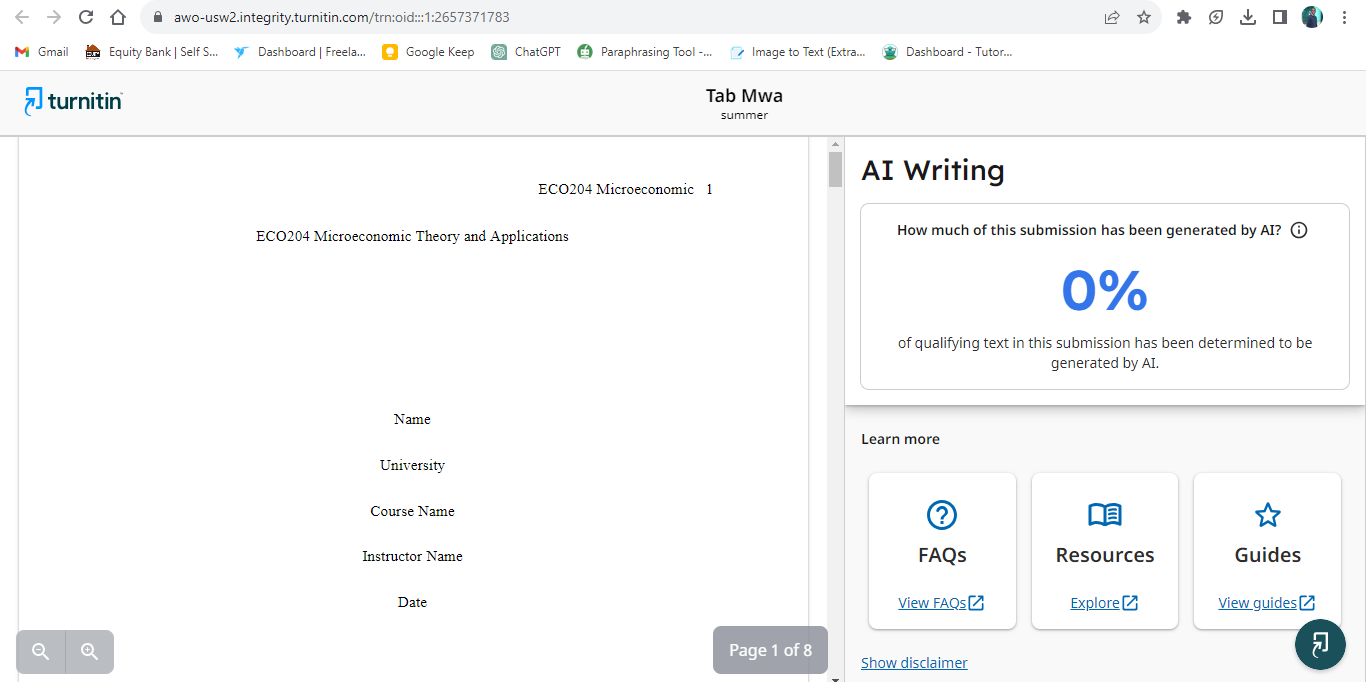 awo-usw2.integrity.turnitin.com/trn:oid:::1:2657371783
Gmail
Equity Bank | Self S...
Dashboard | Freela...
Google Keep
ChatGPT
Paraphrasing Tool -...
Image to Text (Extra...
Dashboard - Tutor...
turnitin
Tab Mwa
summer
ECO204 Microeconomic 1
ECO204 Microeconomic Theory and Applications
Name
University
Course Name
Instructor Name
Date
Page 1 of 8
AI Writing
How much of this submission has been generated by AI?
0%
of qualifying text in this submission has been determined to be
generated by AI.
Learn more
FAQs
View FAQs
Resources
Explore
Guides
View guides
Show disclaimer